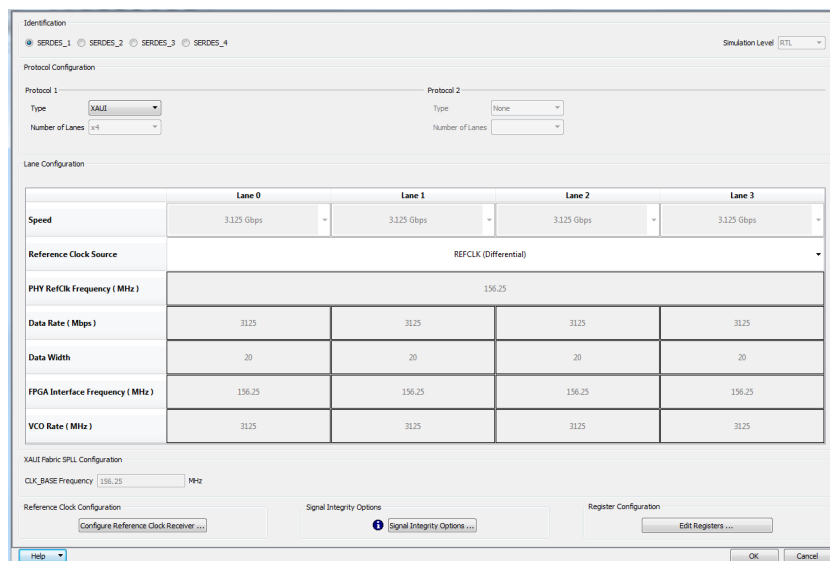 Identification
SERDES_1 SERDES_2 SERDES_3 SERDES_4 Simulation Level RTL
Protocol Configuration
Protocol 1 Protocol 2
Type XAUI Type None
Number of Lanes x4 Number of Lanes
Lane Configuration
Lane 0 Lane 1 Lane 2 Lane 3
Speed 3.125 Gbps 3.125 Gbps 3.125 Gbps 3.125 Gbps
Reference Clock Source REFCLK (Differential)
PHY RefClk Frequency ( MHz ) 156.25
Data Rate ( Mbps ) 3125 3125 3125 3125
Data Width 20 20 20 20
FPGA Interface Frequency ( MHz ) 156.25 156.25 156.25 156.25
VCO Rate ( MHz ) 3125 3125 3125 3125
XAUI Fabric SPLL Configuration
CLK_BASE Frequency 156.25 MHz
Reference Clock Configuration Signal Integrity Options Register Configuration
Configure Reference Clock Receiver ... Signal Integrity Options ... Edit Registers ...
Help OK Cancel